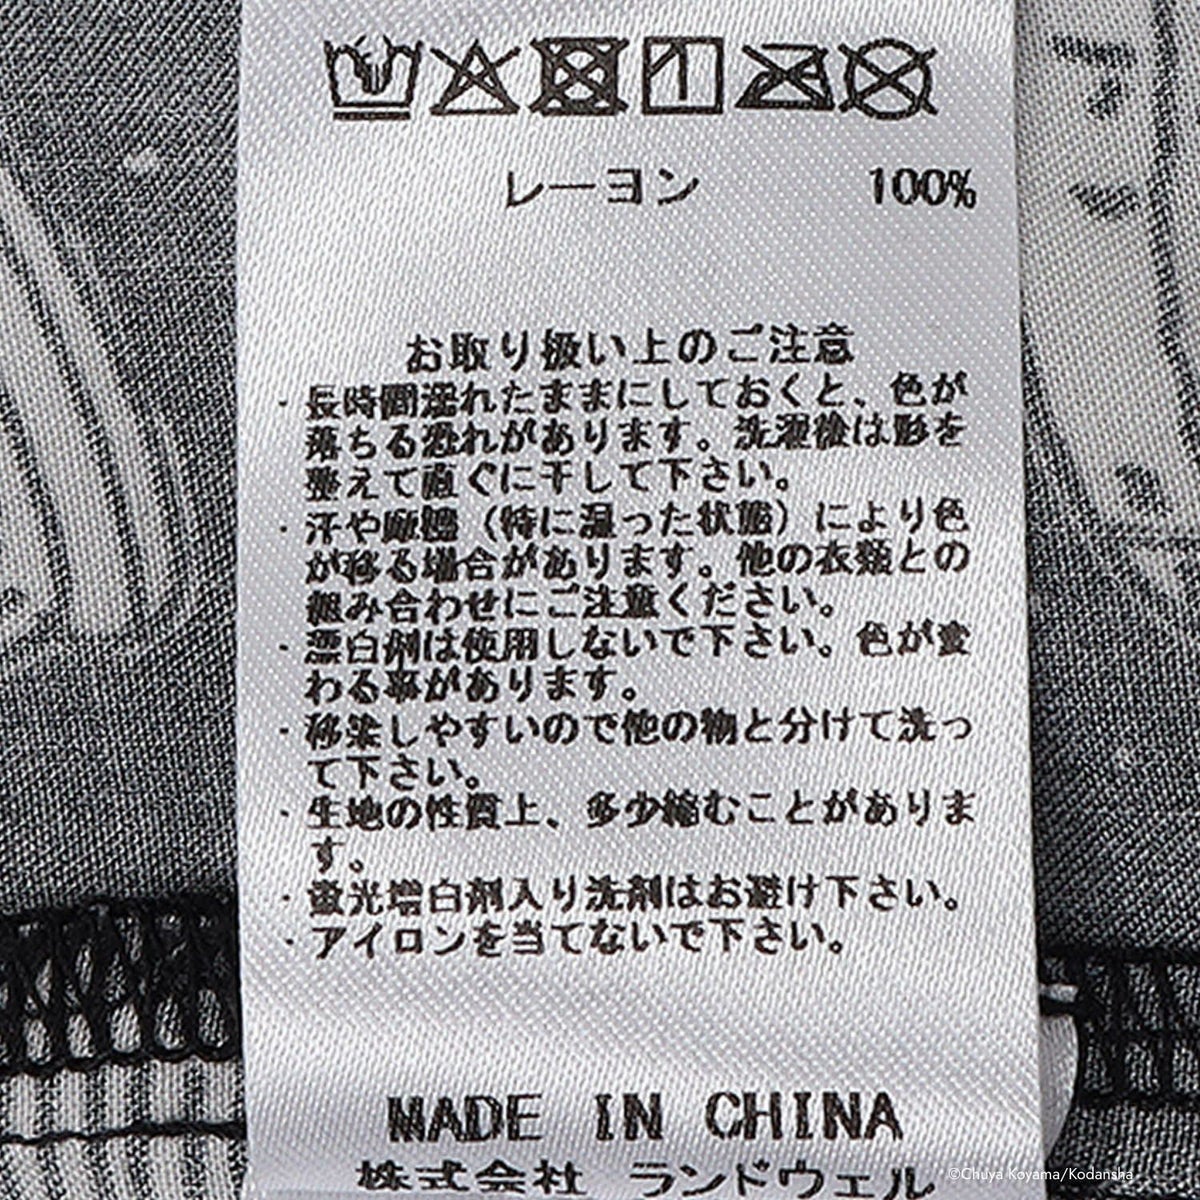 レーヨン 100%
お取り扱い上のご注意
・長時間濡れたままにしておくと、色が
落ちる恐れがあります。洗濯後は形を
整えて直ぐに干して下さい。
・汗や摩擦（特に湿った状態）により色
が移る場合があります。他の衣類との
組み合わせにご注意ください。
・漂白剤は使用しないで下さい。色が変
わる事があります。
・移染しやすいので他の物と分けて洗っ
て下さい。
・生地の性質上、多少縮むことがありま
す。
・蛍光増白剤入り洗剤はお避け下さい。
・アイロンを当てないで下さい。
MADE IN CHINA
株式会社 ランドウェル
©Chuya Koyama/Kodansha